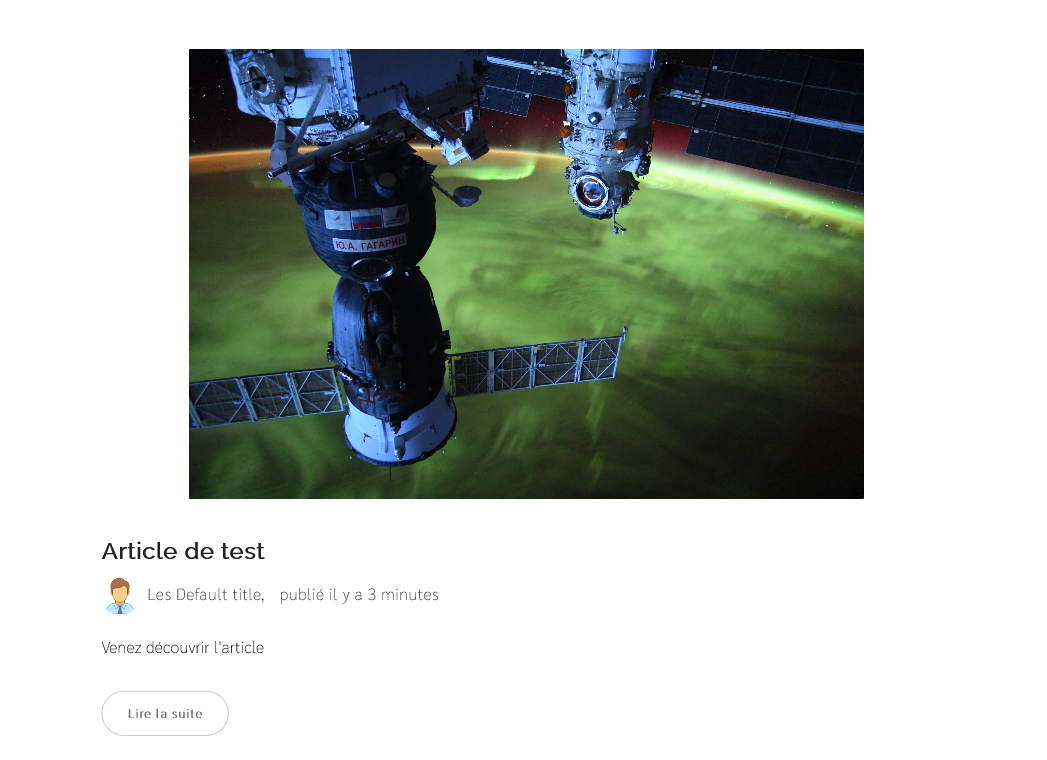 Ю.А. ГАГАРИН
Article de test
Les Default title, publié il y a 3 minutes
Venez découvrir l'article
Lire la suite